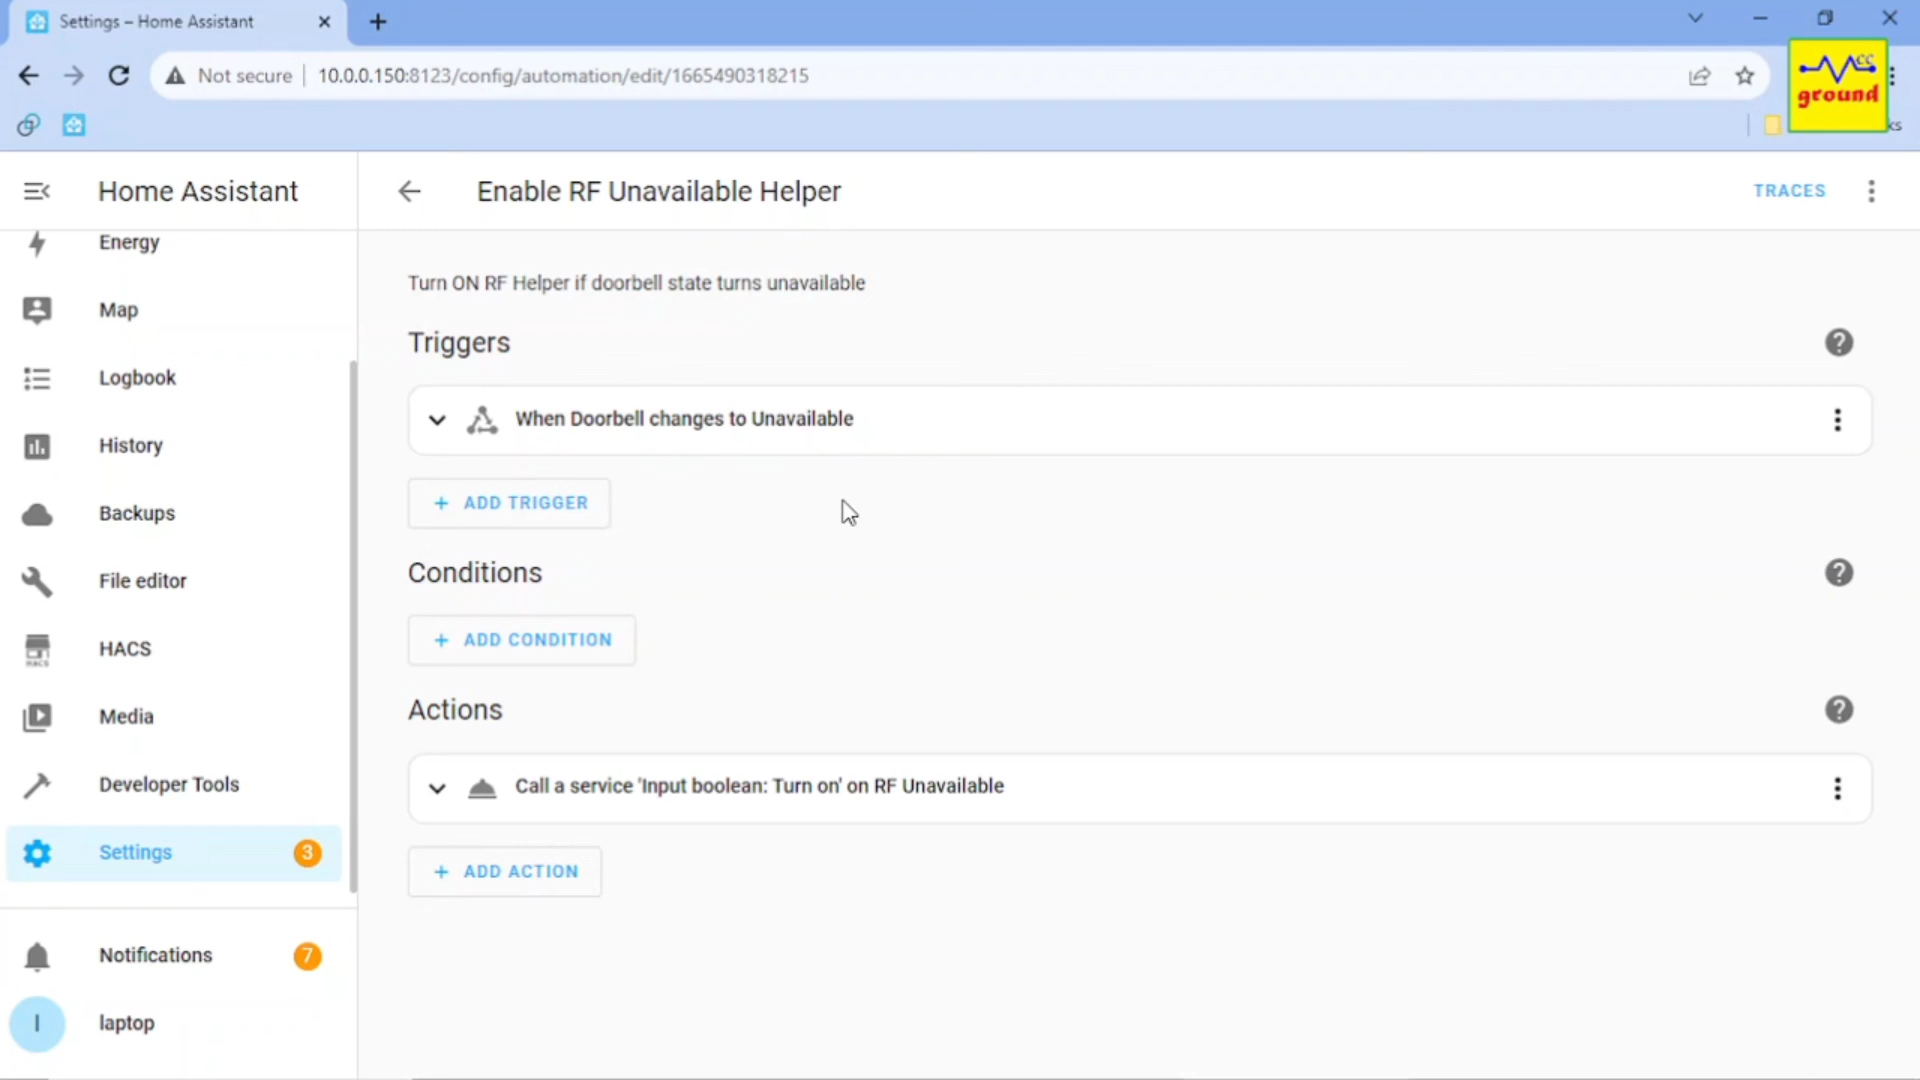 Settings – Home Assistant
Not secure
10.0.0.150:8123/config/automation/edit/1665490318215
CC
ground
ks
Home Assistant
Enable RF Unavailable Helper
TRACES
Energy
Map
Logbook
History
Backups
File editor
HACS
HACS
Media
Developer Tools
Settings
3
Notifications
7
l
laptop
Turn ON RF Helper if doorbell state turns unavailable
Triggers
When Doorbell changes to Unavailable
+ ADD TRIGGER
Conditions
+ ADD CONDITION
Actions
Call a service 'Input boolean: Turn on' on RF Unavailable
+ ADD ACTION